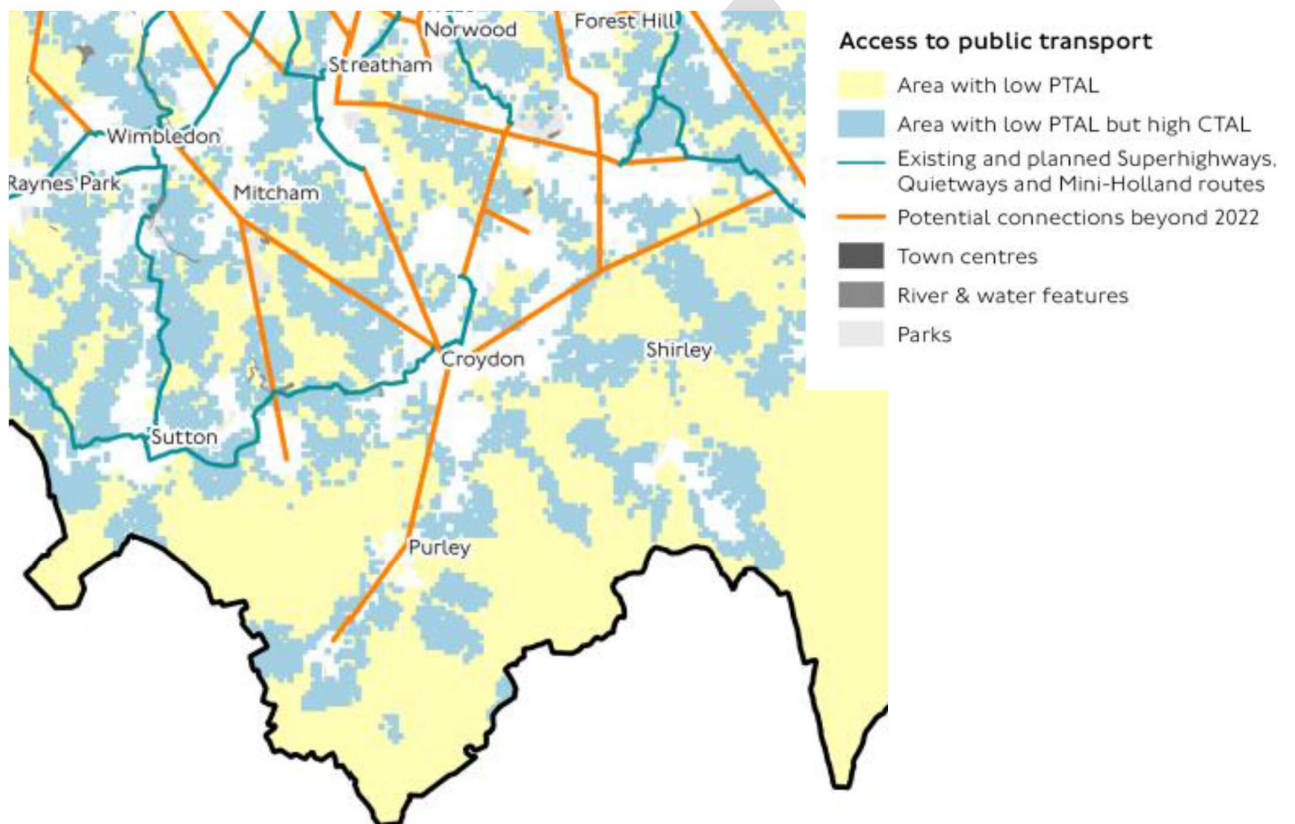 Norwood
Forest Hill
Streatham
Wimbledon
Raynes Park
Mitcham
Croydon
Shirley
Sutton
Purley
Access to public transport
Area with low PTAL
Area with low PTAL but high CTAL
Existing and planned Superhighways,
Quietways and Mini-Holland routes
Potential connections beyond 2022
Town centres
River & water features
Parks